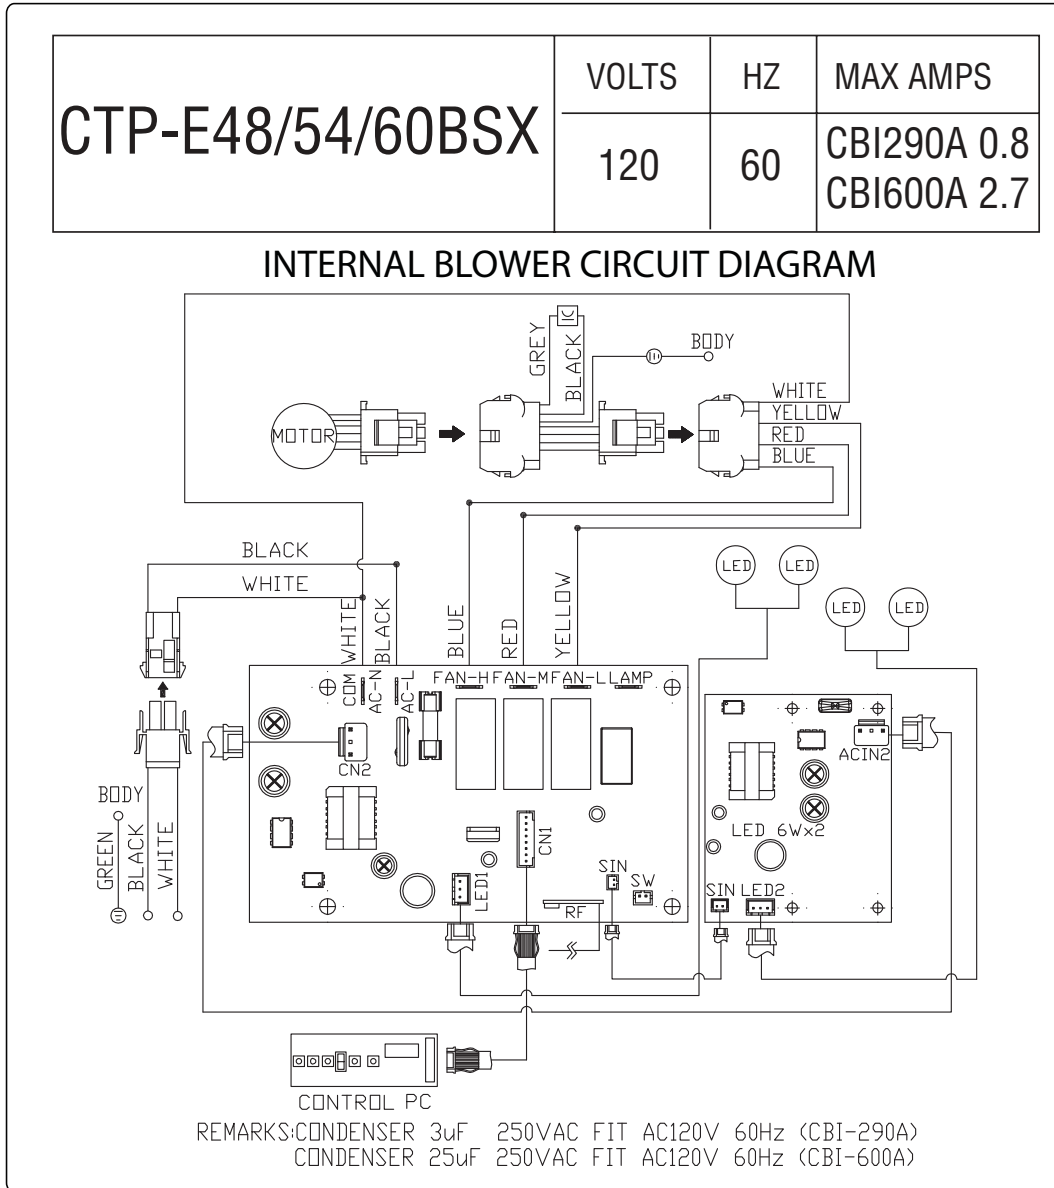 CTP-E48/54/60BSX
VOLTS HZ MAX AMPS
120 60 CBI290A 0.8
CBI600A 2.7
INTERNAL BLOWER CIRCUIT DIAGRAM
GREY
BLACK
BODY
MOTOR
WHITE
YELLOW
RED
BLUE
BLACK
WHITE
COM WHITE
AC-N
BLACK
AC-L
BLUE
RED
YELLOW
LED LED
LED LED
FAN-H FAN-M FAN-L LAMP
CN2
ACIN2
BODY
GREEN
BLACK
WHITE
CN1
LED 6Wx2
LED1
SIN
SW
RF
SIN LED2
CONTROL PC
REMARKS:CONDENSER 3uF 250VAC FIT AC120V 60Hz (CBI-290A)
CONDENSER 25uF 250VAC FIT AC120V 60Hz (CBI-600A)